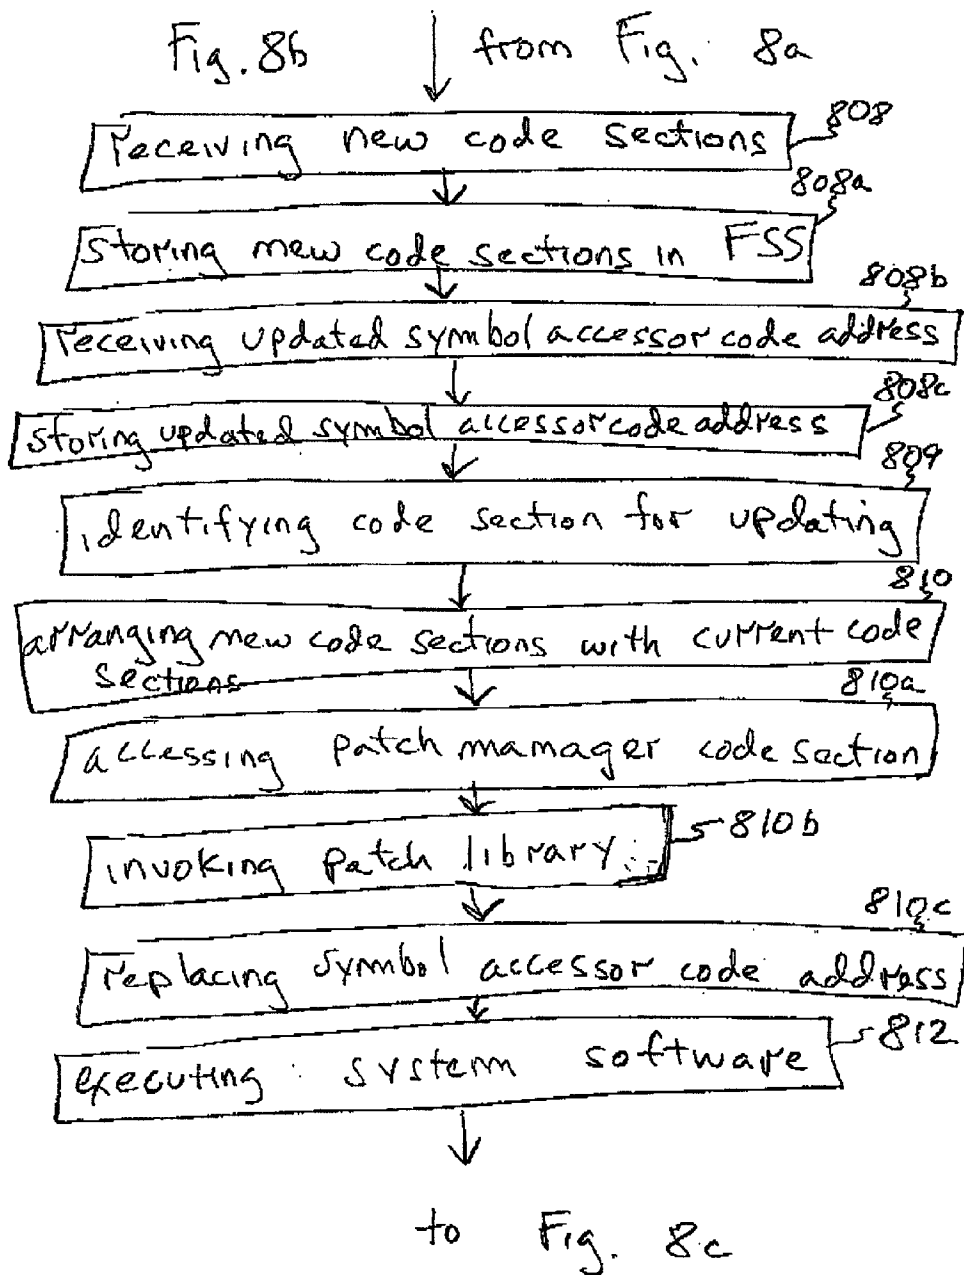 Fig. 8b from Fig. 8a
808
receiving new code sections
808a
storing new code sections in FSS
808b
receiving updated symbol accessor code address
808c
storing updated symbol accessor code address
809
identifying code section for updating
810
arranging new code sections with current code
sections
810a
accessing patch manager code section
invoking patch library 810b
810c
replacing symbol accessor code address
executing system software 812
to Fig. 8c